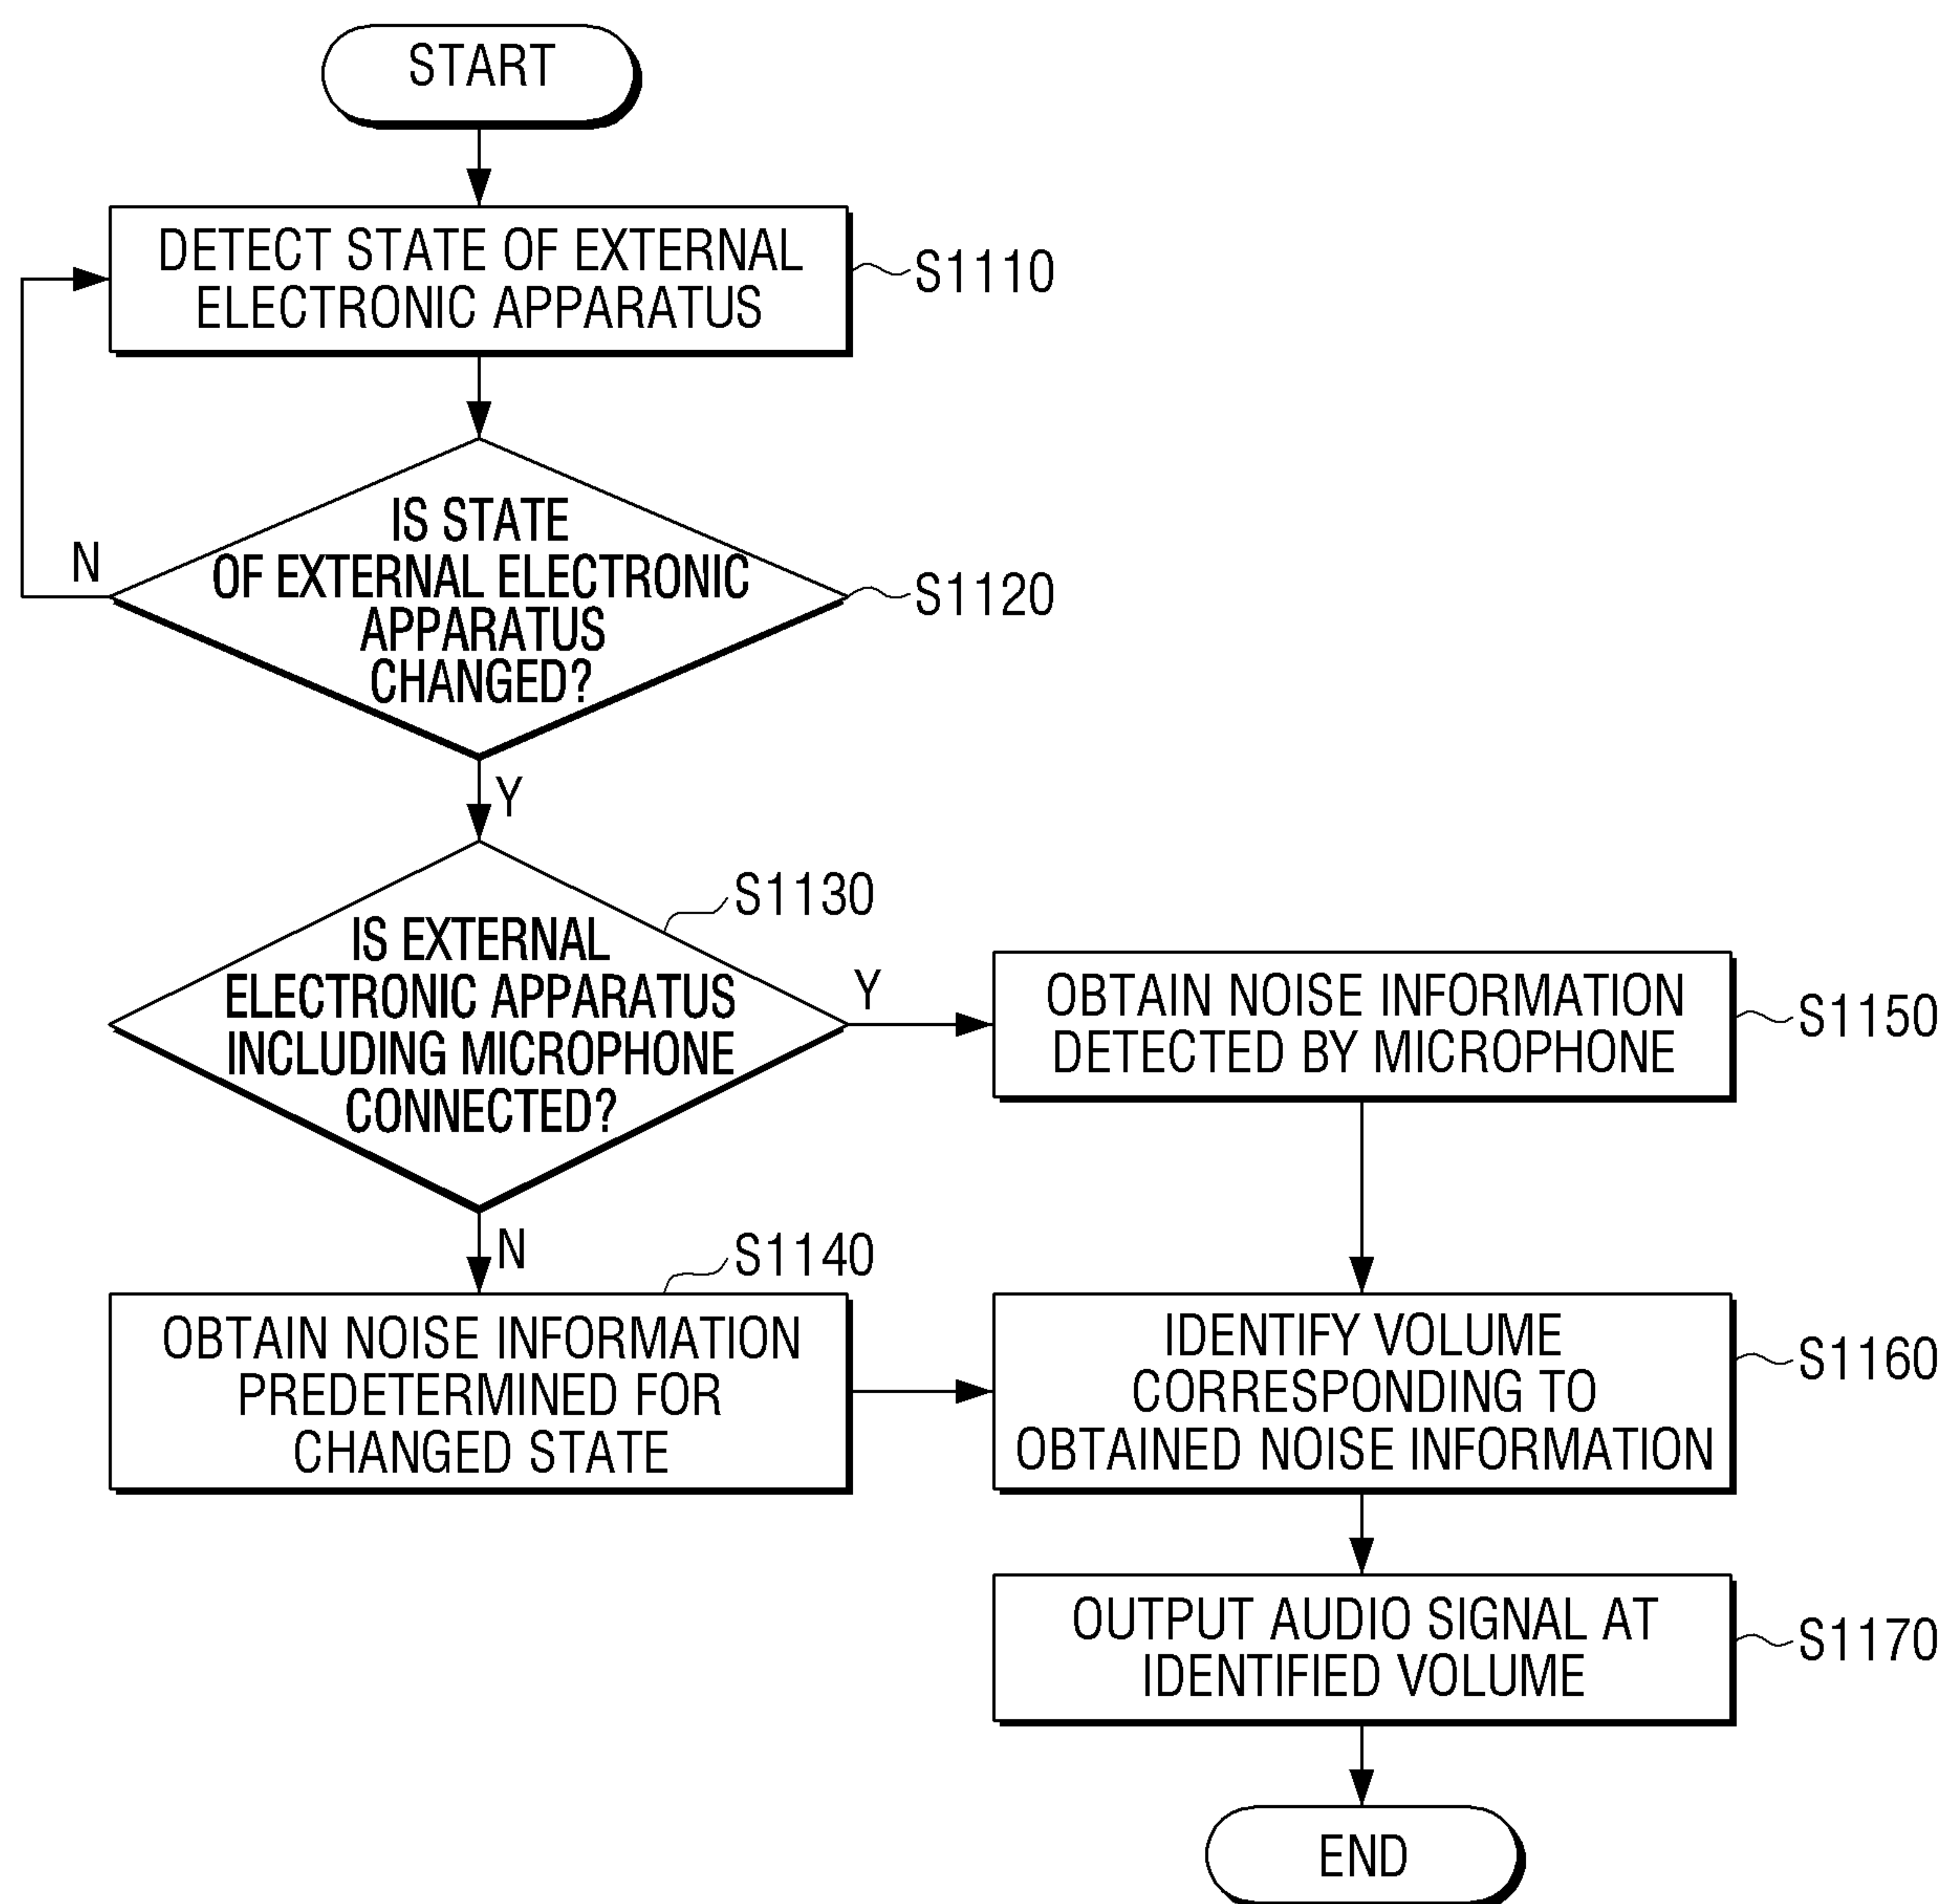 START
DETECT STATE OF EXTERNAL
ELECTRONIC APPARATUS
S1110
IS STATE
OF EXTERNAL ELECTRONIC
APPARATUS
CHANGED?
N
S1120
Y
S1130
IS EXTERNAL
ELECTRONIC APPARATUS
INCLUDING MICROPHONE
CONNECTED?
Y
OBTAIN NOISE INFORMATION
DETECTED BY MICROPHONE
S1150
N
S1140
OBTAIN NOISE INFORMATION
PREDETERMINED FOR
CHANGED STATE
IDENTIFY VOLUME
CORRESPONDING TO
OBTAINED NOISE INFORMATION
S1160
OUTPUT AUDIO SIGNAL AT
IDENTIFIED VOLUME
S1170
END